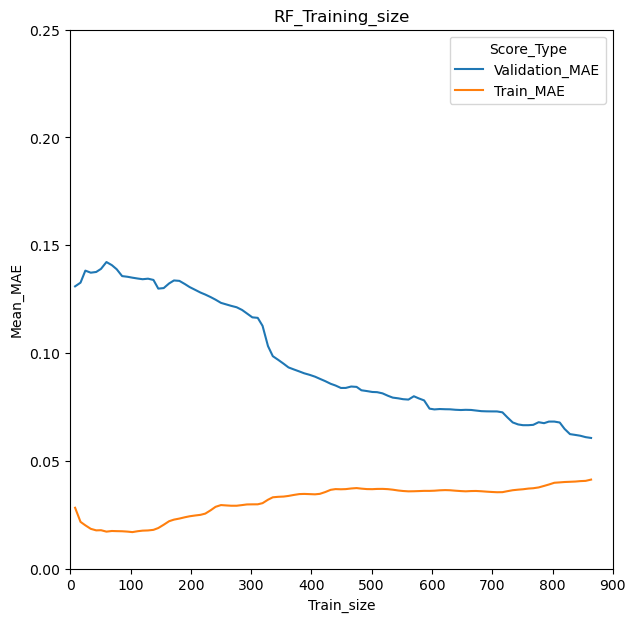 RF_Training_size
Score_Type
Validation_MAE
Train_MAE
Mean_MAE
0.25
0.20
0.15
0.10
0.05
0.00
0 100 200 300 400 500 600 700 800 900
Train_size